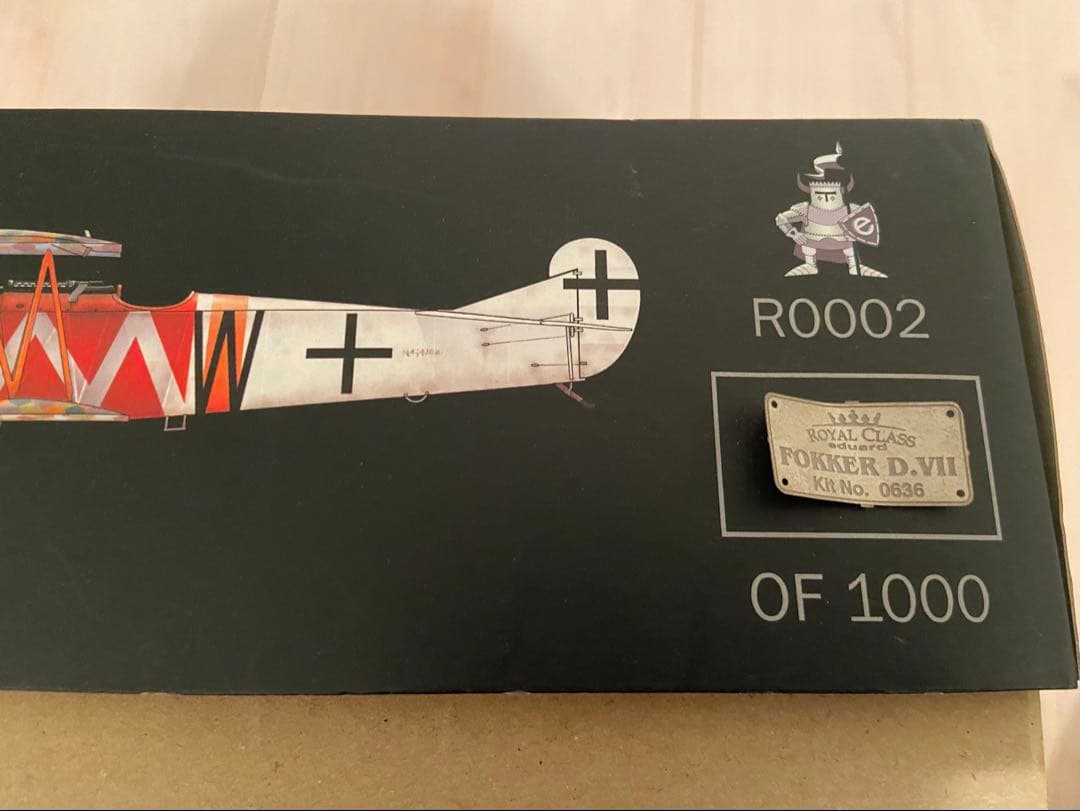 e
R0002
ROYAL CLASS
eduard
FOKKER D.VII
Kit No. 0636
OF 1000